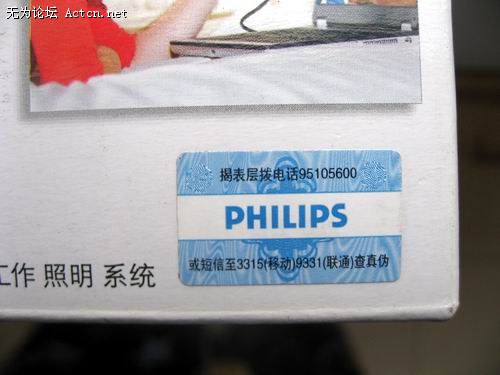 无为论坛 Actcn.net
揭表层拨电话95105600
PHILIPS
或短信至3315(移动)9331(联通)查真伪
工作 照明 系统